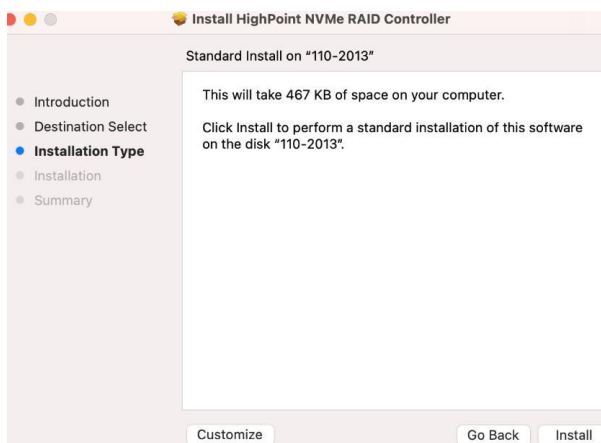 Install HighPoint NVMe RAID Controller
Standard Install on “110-2013”
Introduction
Destination Select
Installation Type
Installation
Summary
This will take 467 KB of space on your computer.
Click Install to perform a standard installation of this software
on the disk “110-2013”.
Customize
Go Back
Install